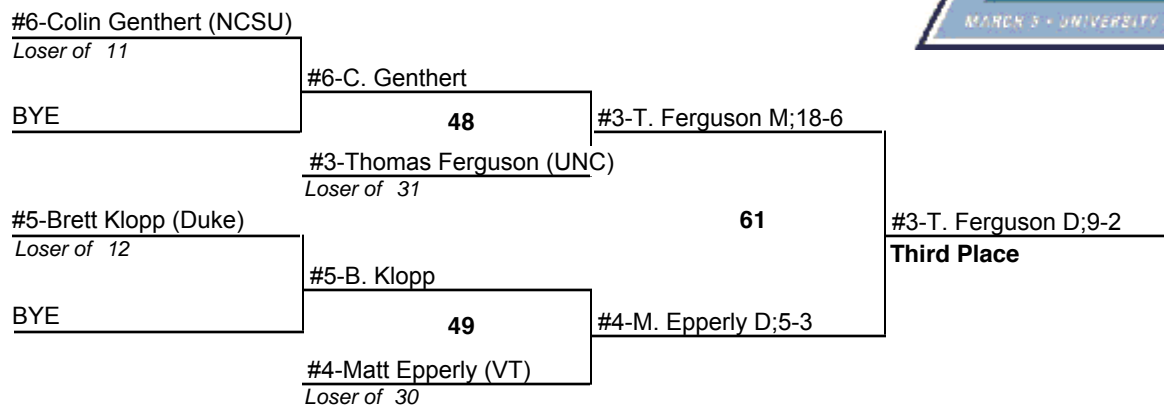 #6-Colin Genthert (NCSU)
Loser of 11
MARCH 5 • UNIVERSITY
#6-C. Genthert
BYE
48
#3-T. Ferguson M;18-6
#3-Thomas Ferguson (UNC)
Loser of 31
#5-Brett Klopp (Duke)
Loser of 12
61
#3-T. Ferguson D;9-2
Third Place
#5-B. Klopp
BYE
49
#4-M. Epperly D;5-3
#4-Matt Epperly (VT)
Loser of 30